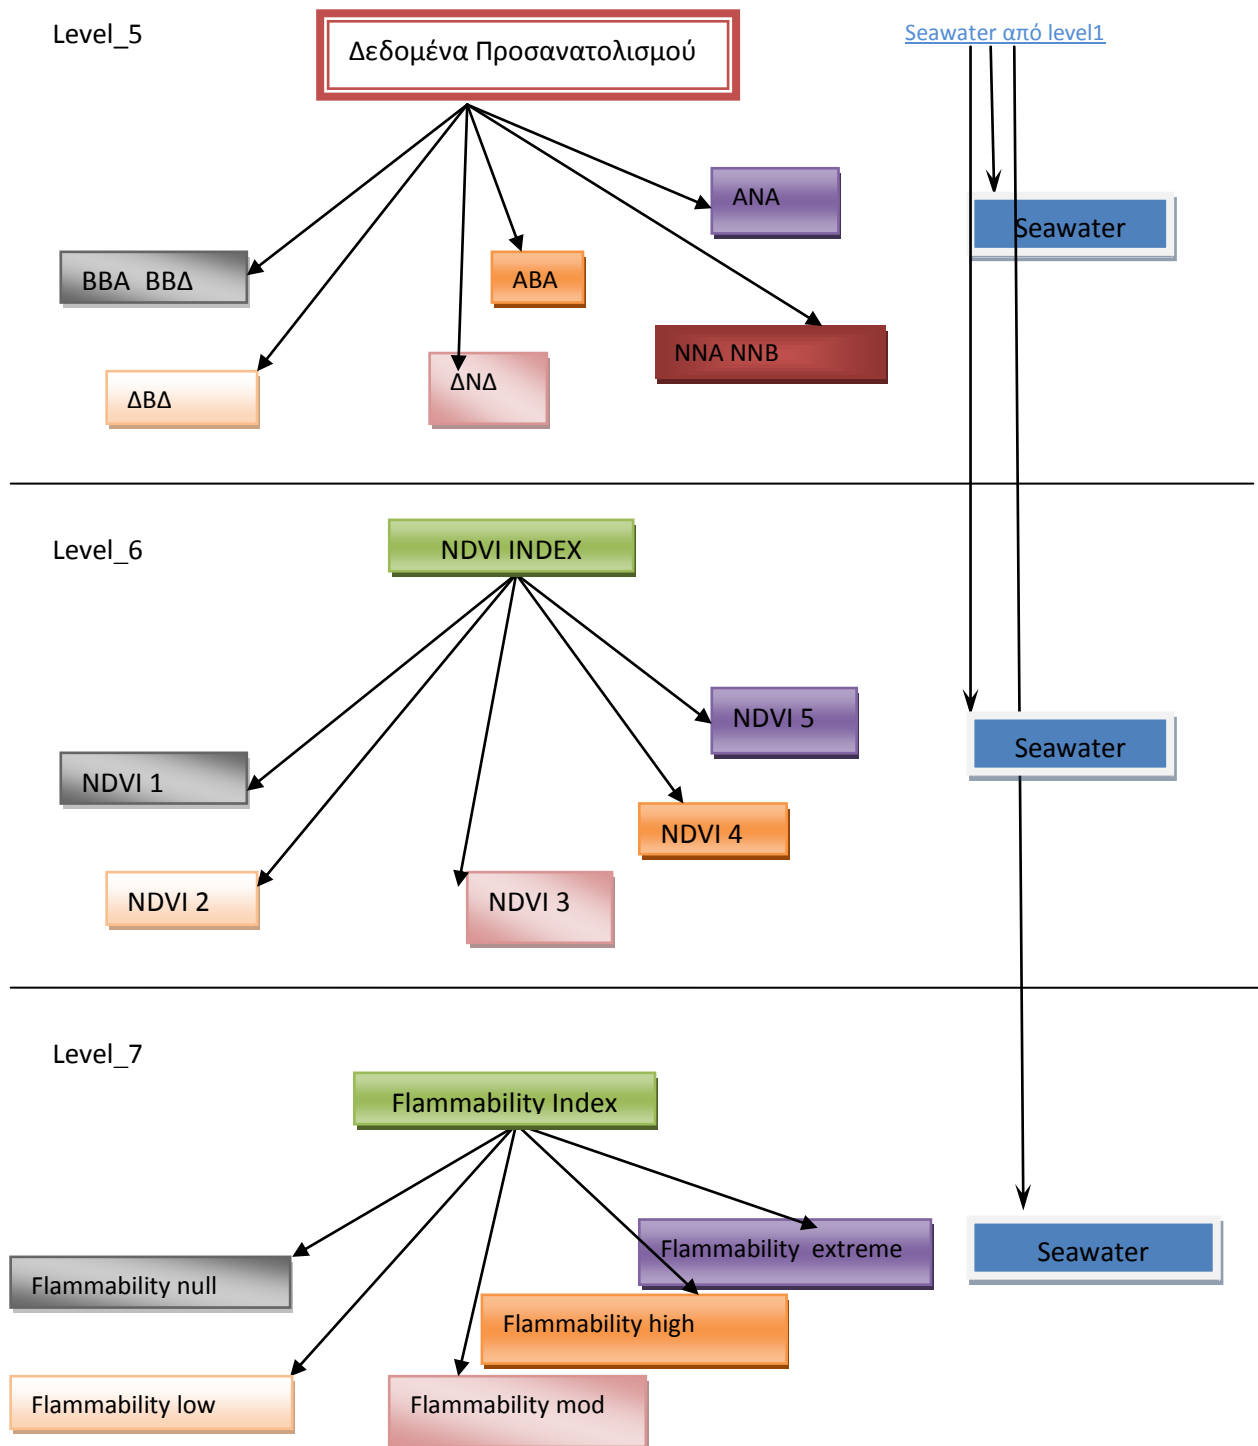 Level_5
Δεδομένα Προσανατολισμού
Seawater από level1
ΑΝΑ
Seawater
ΒΒΑ ΒΒΔ
ΑΒΑ
ΝΝΑ ΝΝΒ
ΔΒΔ
ΔΝΔ
Level_6
NDVI INDEX
NDVI 5
Seawater
NDVI 1
NDVI 4
NDVI 2
NDVI 3
Level_7
Flammability Index
Flammability extreme
Seawater
Flammability null
Flammability high
Flammability low
Flammability mod